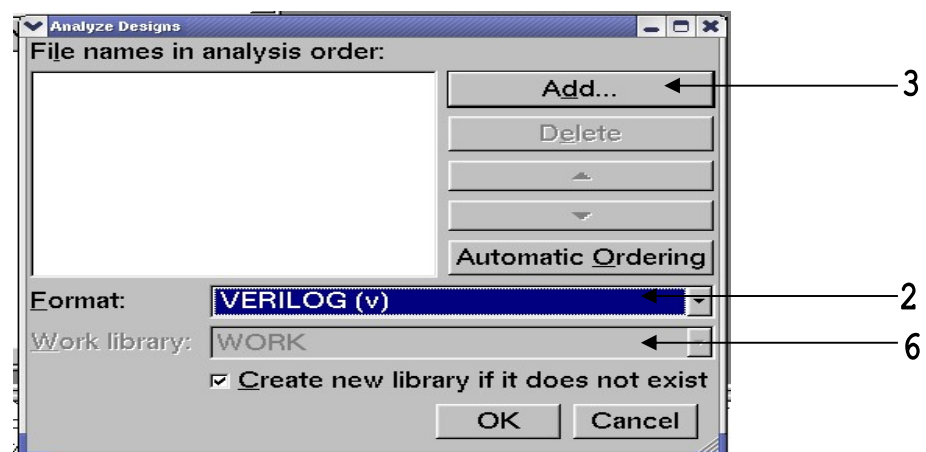 Analyze Designs
File names in analysis order:
Add...
3
Delete
Automatic Ordering
Format:
VERILOG (v)
2
Work library:
WORK
6
Create new library if it does not exist
OK
Cancel